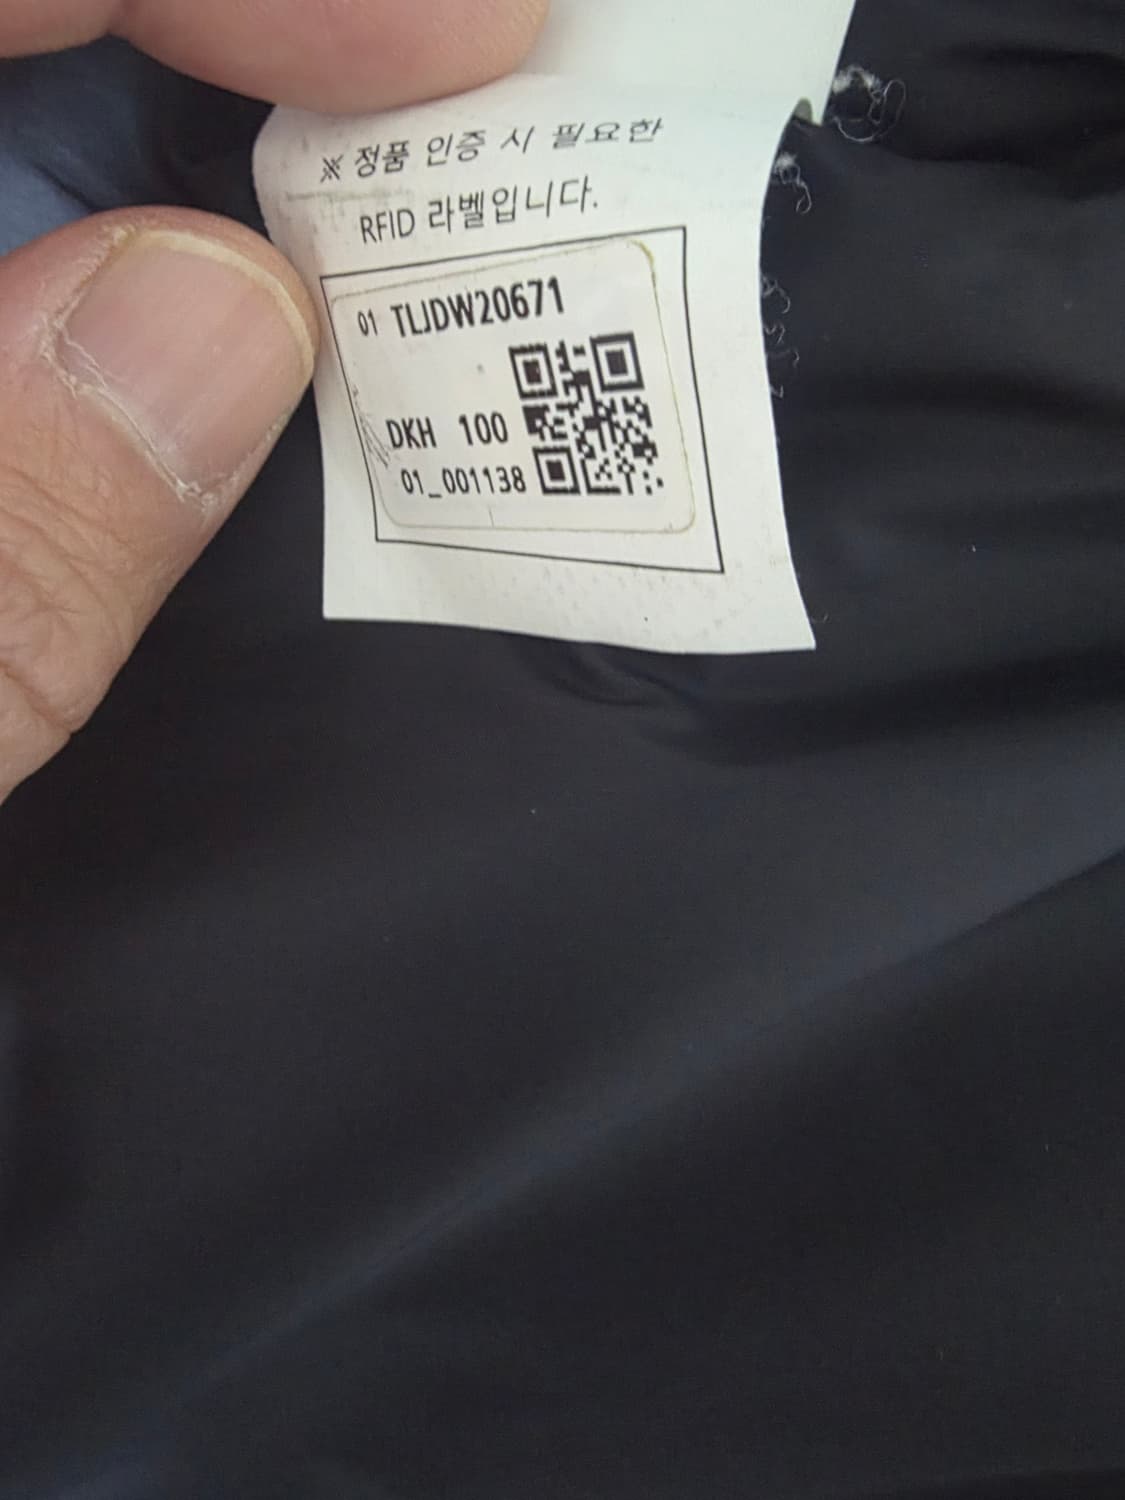 ※ 정품 인증 시 필요한
RFID 라벨입니다.
01 TLJDW20671
DKH 100
01_001138